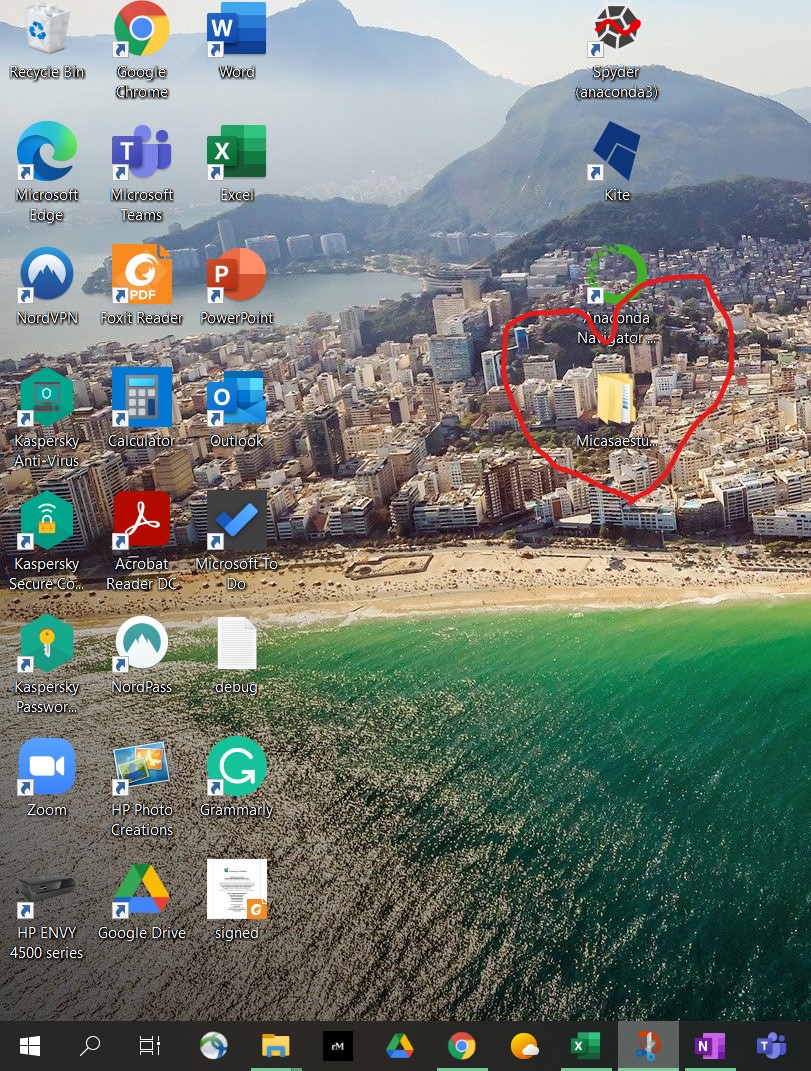 Recycle Bin
Google
Chrome
Word
Spyder
(anaconda3)
Microsoft
Edge
Microsoft
Teams
Excel
Kite
NordVPN
PDF
Foxit Reader
PowerPoint
Anaconda
Navigator ...
Kaspersky
Anti-Virus
Calculator
Outlook
Micasaestu...
Kaspersky
Secure Co...
Acrobat
Reader DC
Microsoft To
Do
Kaspersky
Passwor...
NordPass
debug
Zoom
HP Photo
Creations
Grammarly
HP ENVY
4500 series
Google Drive
signed
rM